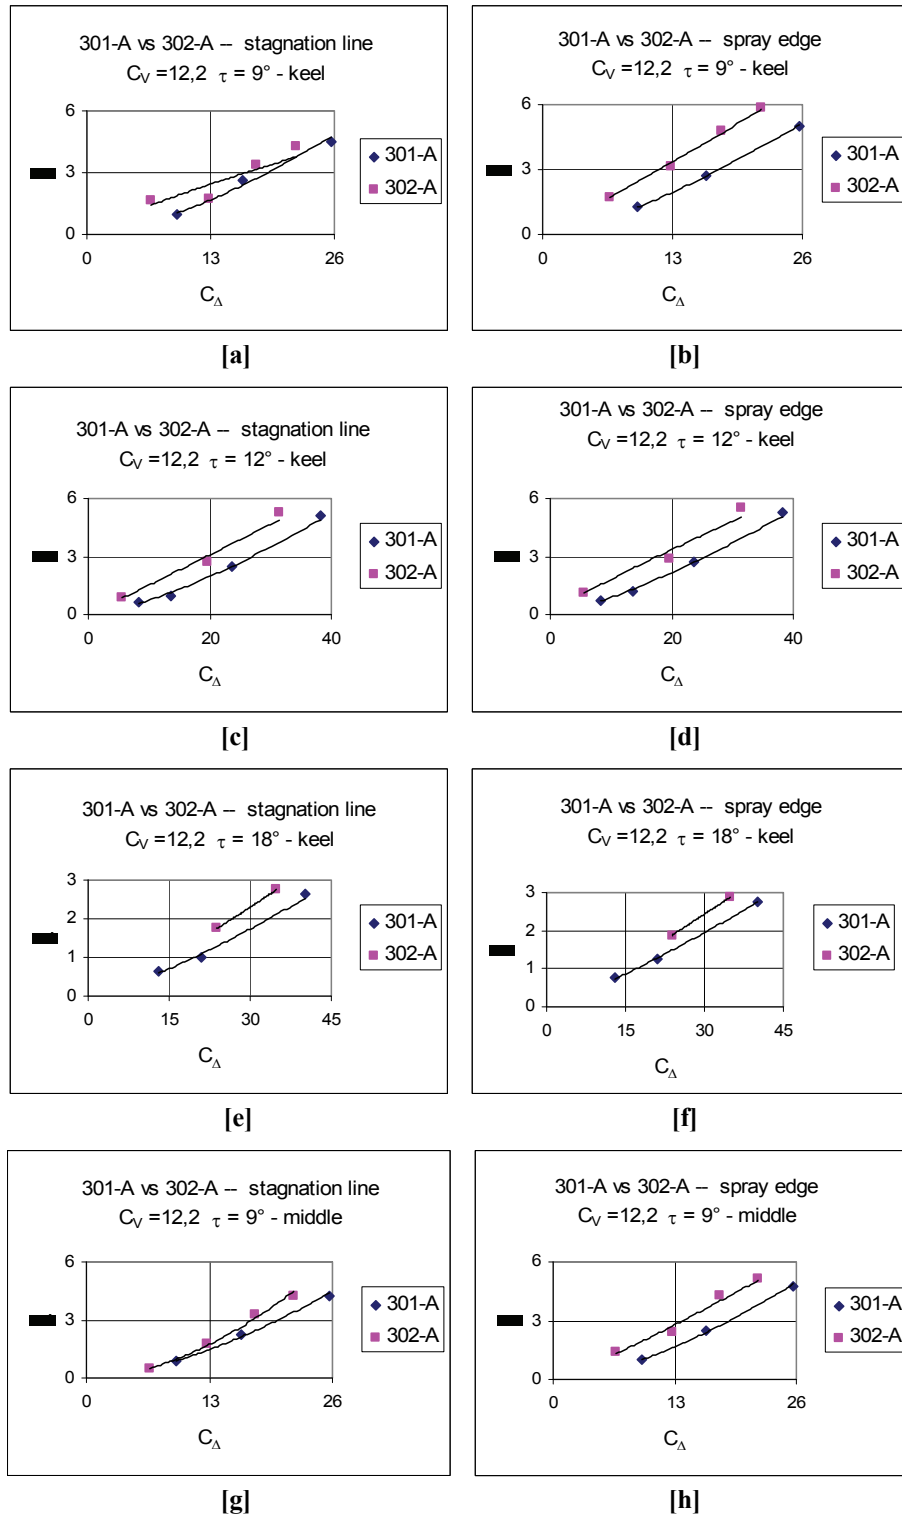 301-A vs 302-A -- stagnation line
CV =12,2 τ = 9° - keel
6
3
0
0
13
26
CΔ
301-A
302-A
[a]
301-A vs 302-A -- spray edge
CV =12,2 τ = 9° - keel
6
3
0
0
13
26
CΔ
301-A
302-A
[b]
301-A vs 302-A -- stagnation line
CV =12,2 τ = 12° - keel
6
3
0
0
20
40
CΔ
301-A
302-A
[c]
301-A vs 302-A -- spray edge
CV =12,2 τ = 12° - keel
6
3
0
0
20
40
CΔ
301-A
302-A
[d]
301-A vs 302-A -- stagnation line
CV =12,2 τ = 18° - keel
3
2
1
0
0
15
30
45
CΔ
301-A
302-A
[e]
301-A vs 302-A -- spray edge
CV =12,2 τ = 18° - keel
3
2
1
0
0
15
30
45
CΔ
301-A
302-A
[f]
301-A vs 302-A -- stagnation line
CV =12,2 τ = 9° - middle
6
3
0
0
13
26
CΔ
301-A
302-A
[g]
301-A vs 302-A -- spray edge
CV =12,2 τ = 9° - middle
6
3
0
0
13
26
CΔ
301-A
302-A
[h]